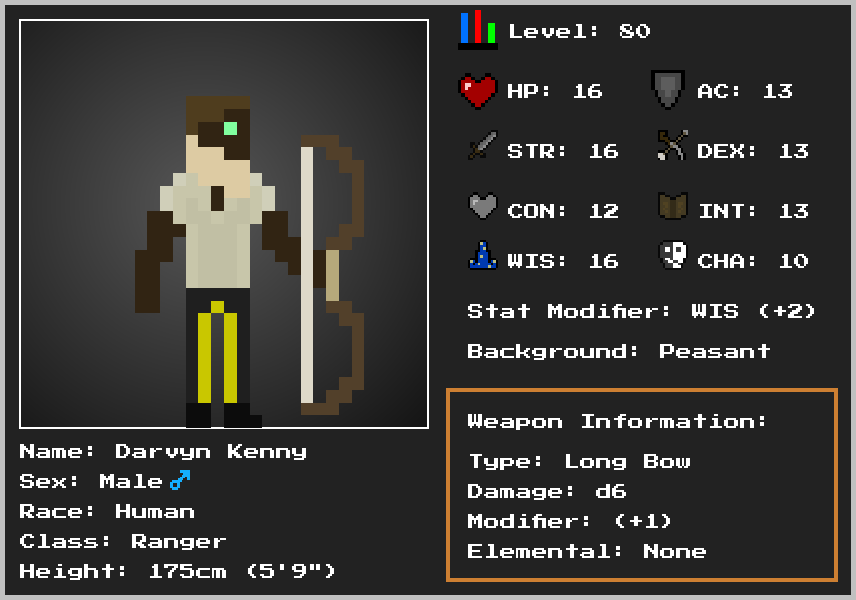 Level: 80
HP: 16 AC: 13
STR: 16 DEX: 13
CON: 12 INT: 13
WIS: 16 CHA: 10
Stat Modifier: WIS (+2)
Background: Peasant
Weapon Information:
Type: Long Bow
Damage: d6
Modifier: (+1)
Elemental: None
Name: Darvyn Kenny
Sex: Male ♂
Race: Human
Class: Ranger
Height: 175cm (5'9")